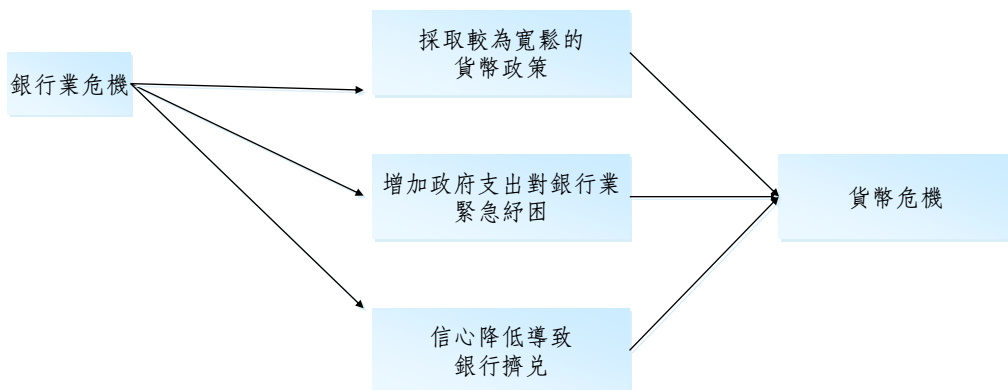 銀行業危機
採取較為寬鬆的
貨幣政策
增加政府支出對銀行業
緊急紓困
信心降低導致
銀行擠兌
貨幣危機